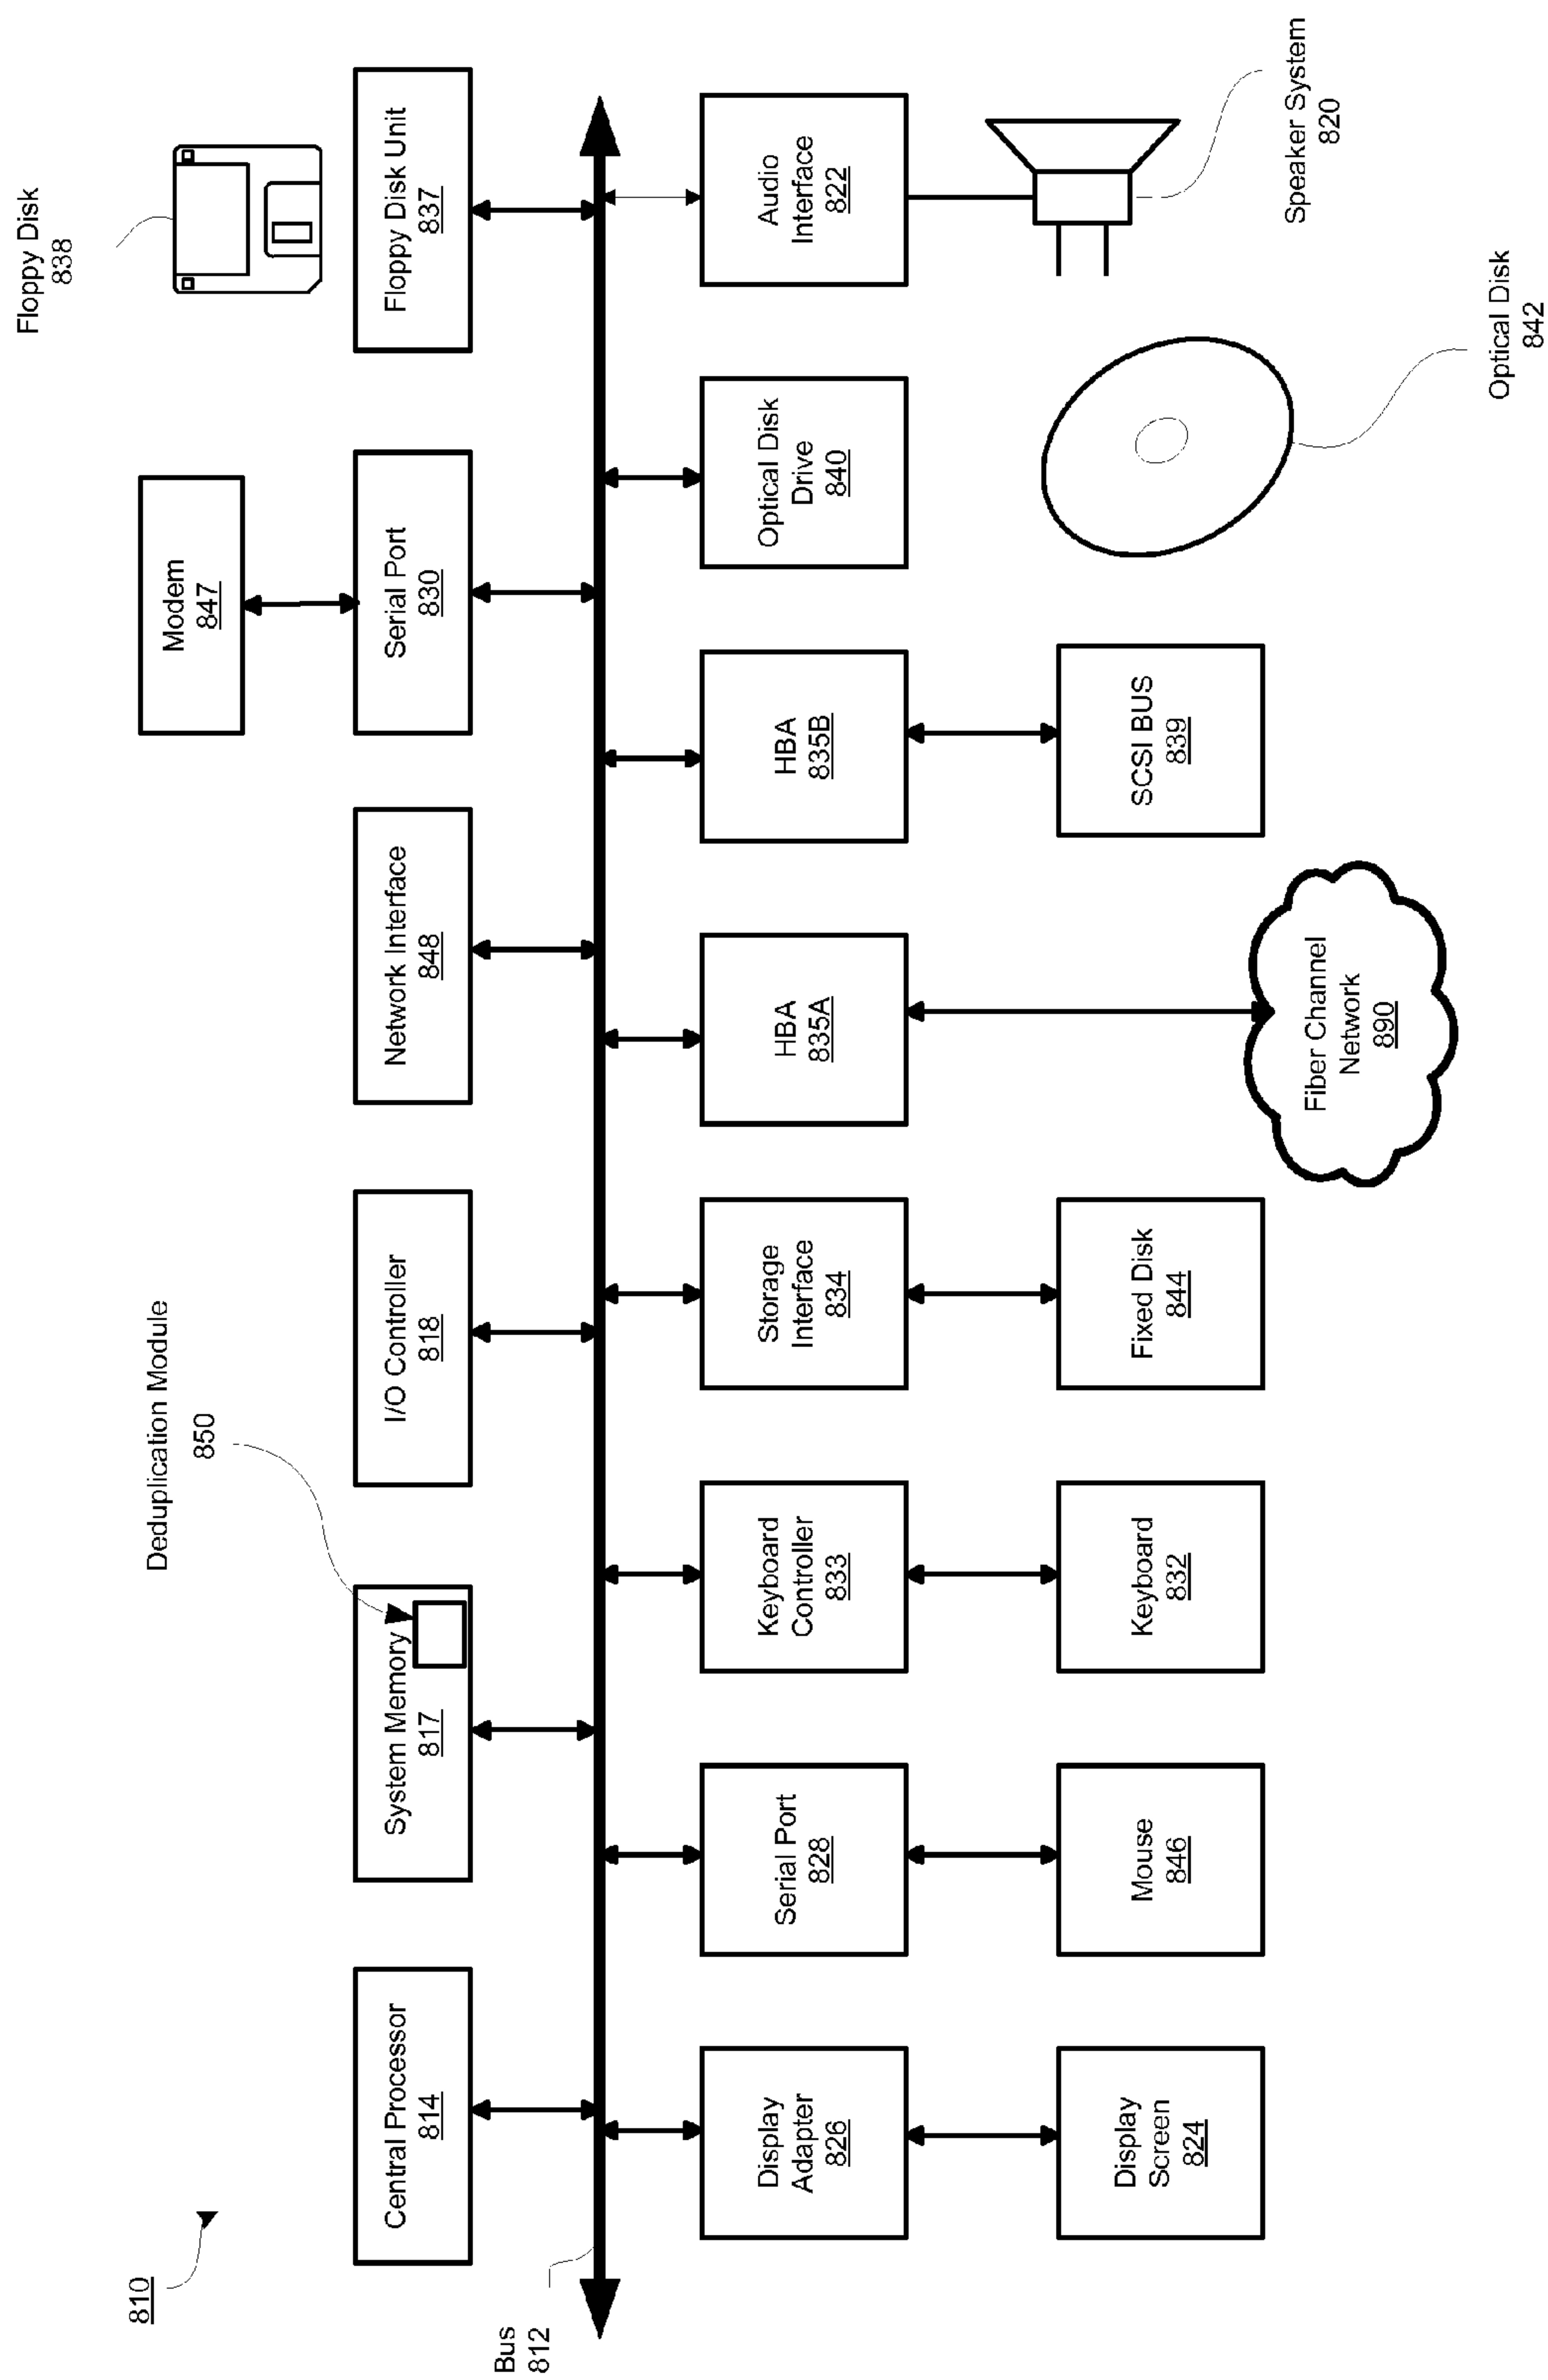 810
Bus
812
Central Processor
814
System Memory
817
Deduplication Module
850
I/O Controller
818
Network Interface
848
Modem
847
Serial Port
830
Floppy Disk
838
Floppy Disk Unit
837
Display
Adapter
826
Serial Port
828
Keyboard
Controller
833
Storage
Interface
834
HBA
835A
HBA
835B
Optical Disk
Drive
840
Audio
Interface
822
Display
Screen
824
Mouse
846
Keyboard
832
Fixed Disk
844
Fiber Channel
Network
890
SCSI BUS
839
Optical Disk
842
Speaker System
820